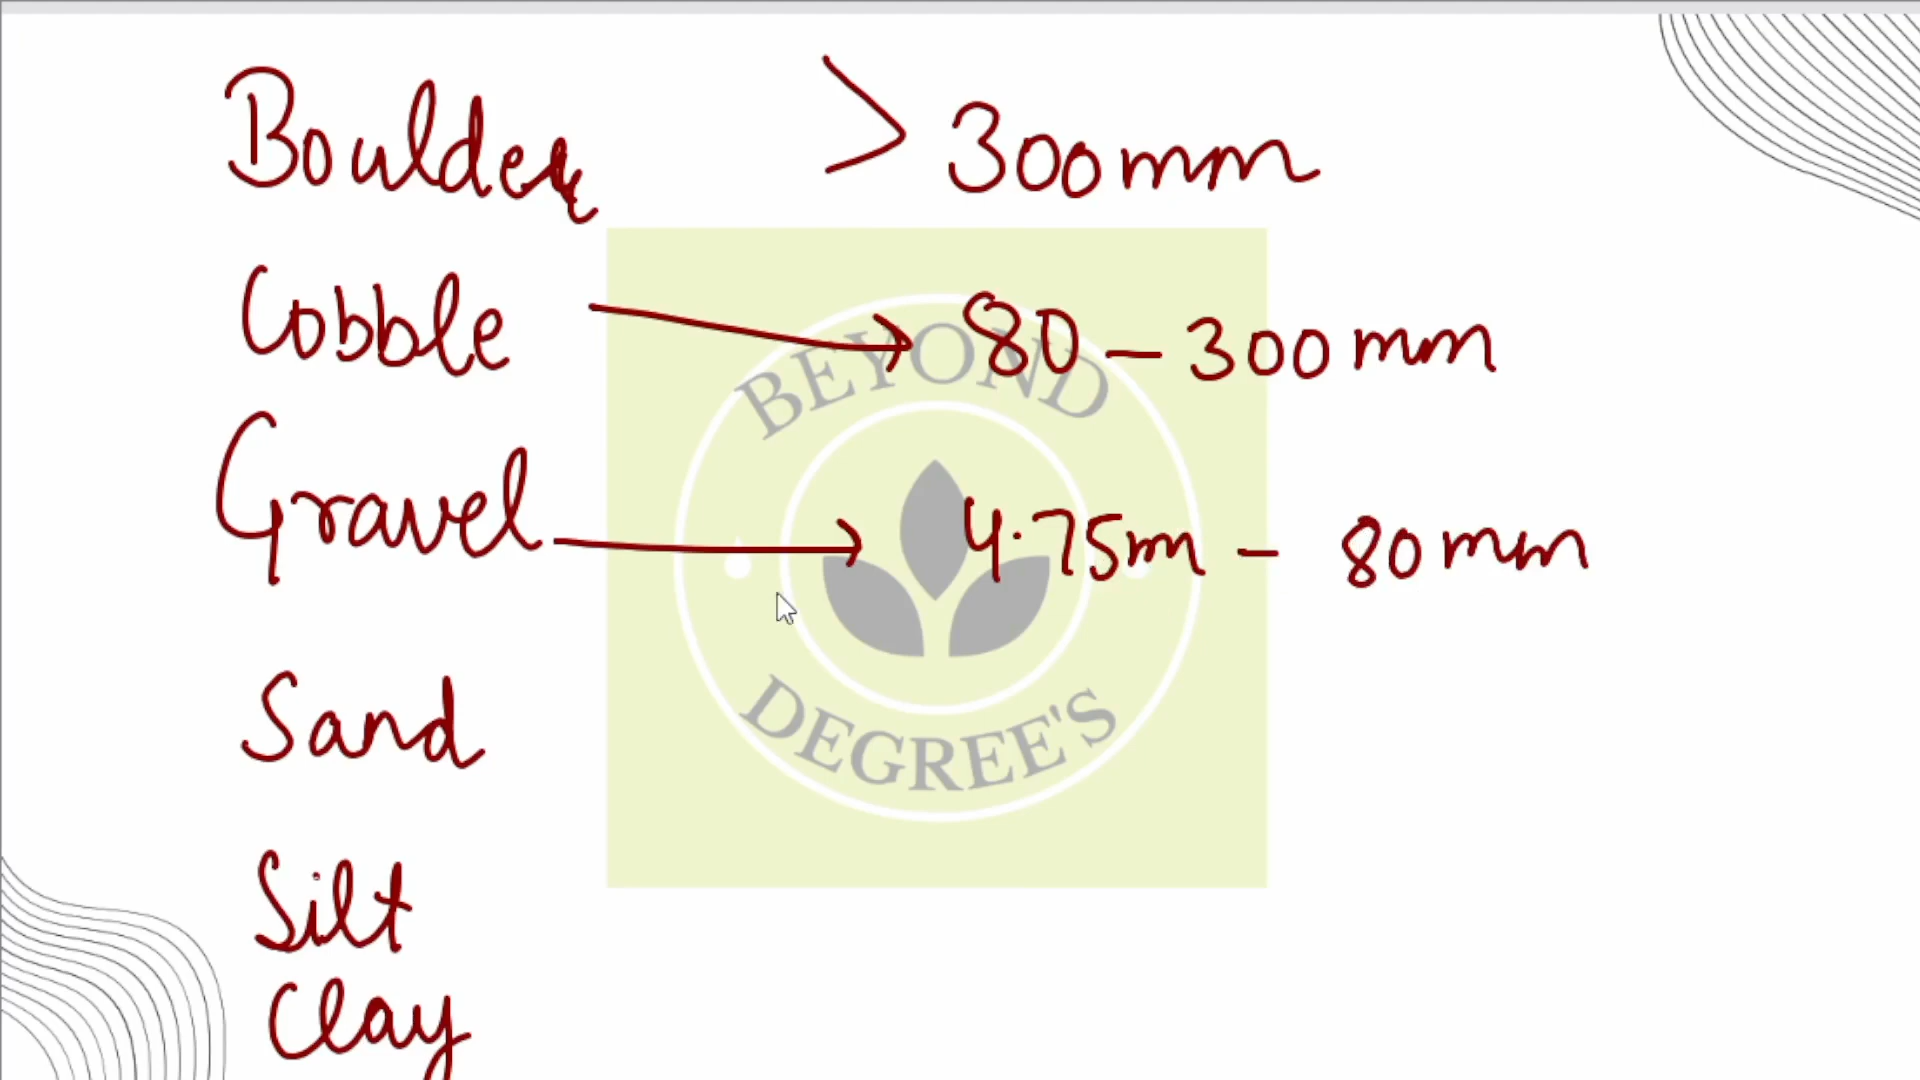 Boulder > 300mm
Cobble → 80 - 300mm
Gravel → 4.75m - 80mm
Sand
Silt
Clay
BEYOND
DEGREE'S